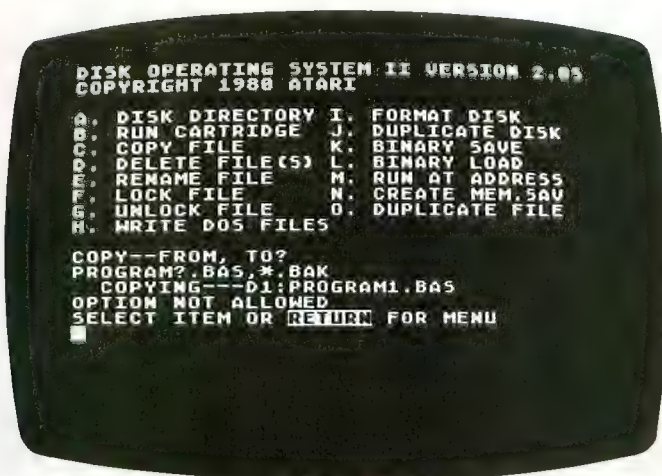 DISK OPERATING SYSTEM II VERSION 2.0S
COPYRIGHT 1980 ATARI
A. DISK DIRECTORY I. FORMAT DISK
B. RUN CARTRIDGE J. DUPLICATE DISK
C. COPY FILE K. BINARY SAVE
D. DELETE FILE(S) L. BINARY LOAD
E. RENAME FILE M. RUN AT ADDRESS
F. LOCK FILE N. CREATE MEM.SAV
G. UNLOCK FILE O. DUPLICATE FILE
H. WRITE DOS FILES
COPY--FROM, TO?
PROGRAM?.BAS,*.BAK
COPYING---D1:PROGRAM1.BAS
OPTION NOT ALLOWED
SELECT ITEM OR RETURN FOR MENU